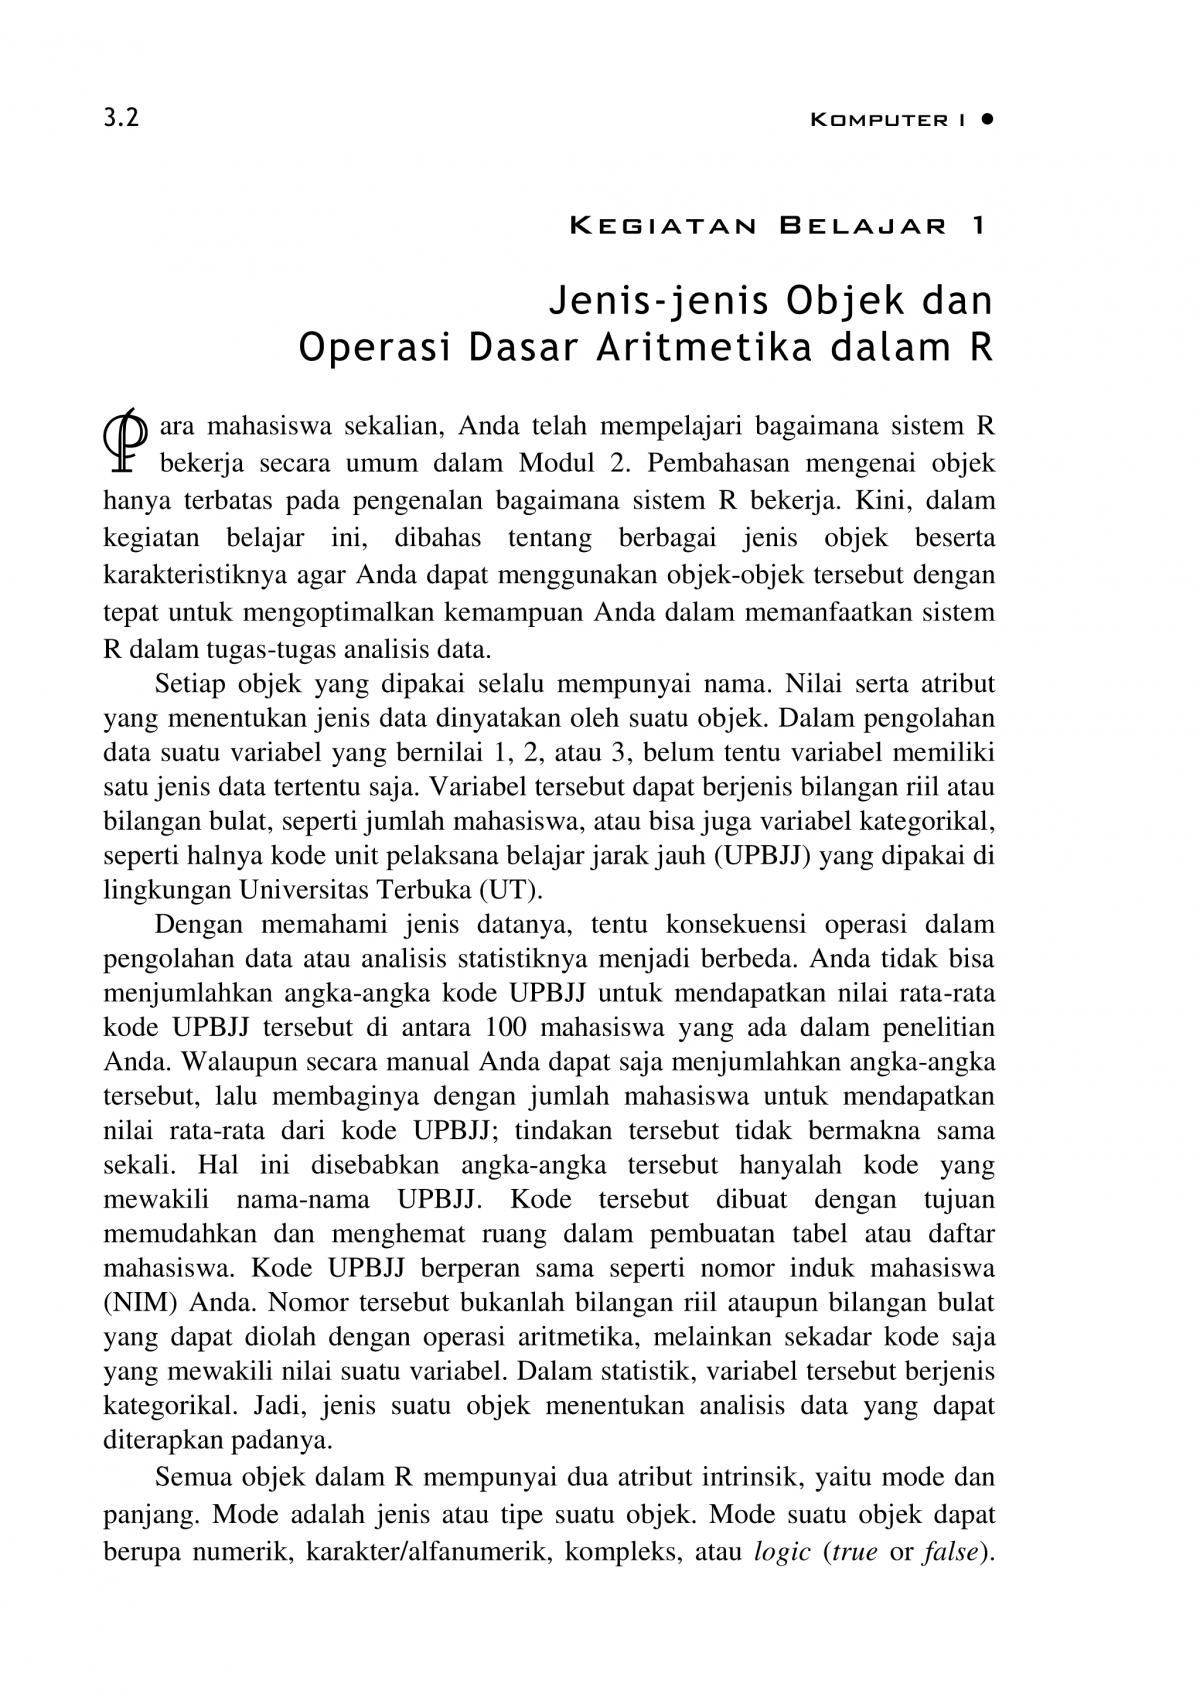 3.2
KOMPUTER I ●
KEGIATAN BELAJAR 1
Jenis-jenis Objek dan
Operasi Dasar Aritmetika dalam R
Para mahasiswa sekalian, Anda telah mempelajari bagaimana sistem R
bekerja secara umum dalam Modul 2. Pembahasan mengenai objek
hanya terbatas pada pengenalan bagaimana sistem R bekerja. Kini, dalam
kegiatan belajar ini, dibahas tentang berbagai jenis objek beserta
karakteristiknya agar Anda dapat menggunakan objek-objek tersebut dengan
tepat untuk mengoptimalkan kemampuan Anda dalam memanfaatkan sistem
R dalam tugas-tugas analisis data.
Setiap objek yang dipakai selalu mempunyai nama. Nilai serta atribut
yang menentukan jenis data dinyatakan oleh suatu objek. Dalam pengolahan
data suatu variabel yang bernilai 1, 2, atau 3, belum tentu variabel memiliki
satu jenis data tertentu saja. Variabel tersebut dapat berjenis bilangan riil atau
bilangan bulat, seperti jumlah mahasiswa, atau bisa juga variabel kategorikal,
seperti halnya kode unit pelaksana belajar jarak jauh (UPBJJ) yang dipakai di
lingkungan Universitas Terbuka (UT).
Dengan memahami jenis datanya, tentu konsekuensi operasi dalam
pengolahan data atau analisis statistiknya menjadi berbeda. Anda tidak bisa
menjumlahkan angka-angka kode UPBJJ untuk mendapatkan nilai rata-rata
kode UPBJJ tersebut di antara 100 mahasiswa yang ada dalam penelitian
Anda. Walaupun secara manual Anda dapat saja menjumlahkan angka-angka
tersebut, lalu membaginya dengan jumlah mahasiswa untuk mendapatkan
nilai rata-rata dari kode UPBJJ; tindakan tersebut tidak bermakna sama
sekali. Hal ini disebabkan angka-angka tersebut hanyalah kode yang
mewakili nama-nama UPBJJ. Kode tersebut dibuat dengan tujuan
memudahkan dan menghemat ruang dalam pembuatan tabel atau daftar
mahasiswa. Kode UPBJJ berperan sama seperti nomor induk mahasiswa
(NIM) Anda. Nomor tersebut bukanlah bilangan riil ataupun bilangan bulat
yang dapat diolah dengan operasi aritmetika, melainkan sekadar kode saja
yang mewakili nilai suatu variabel. Dalam statistik, variabel tersebut berjenis
kategorikal. Jadi, jenis suatu objek menentukan analisis data yang dapat
diterapkan padanya.
Semua objek dalam R mempunyai dua atribut intrinsik, yaitu mode dan
panjang. Mode adalah jenis atau tipe suatu objek. Mode suatu objek dapat
berupa numerik, karakter/alfanumerik, kompleks, atau logic (true or false).